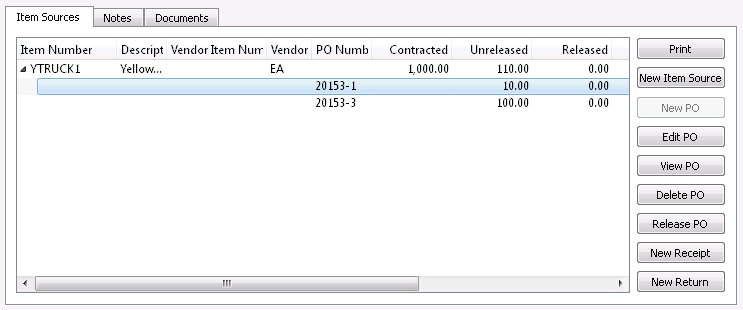 Item Sources Notes Documents
Item Number Descript Vendor Item Num Vendor PO Numb Contracted Unreleased Released
YTRUCK1 Yellow... EA 1,000.00 110.00 0.00
20153-1 10.00 0.00
20153-3 100.00 0.00
Print
New Item Source
New PO
Edit PO
View PO
Delete PO
Release PO
New Receipt
New Return